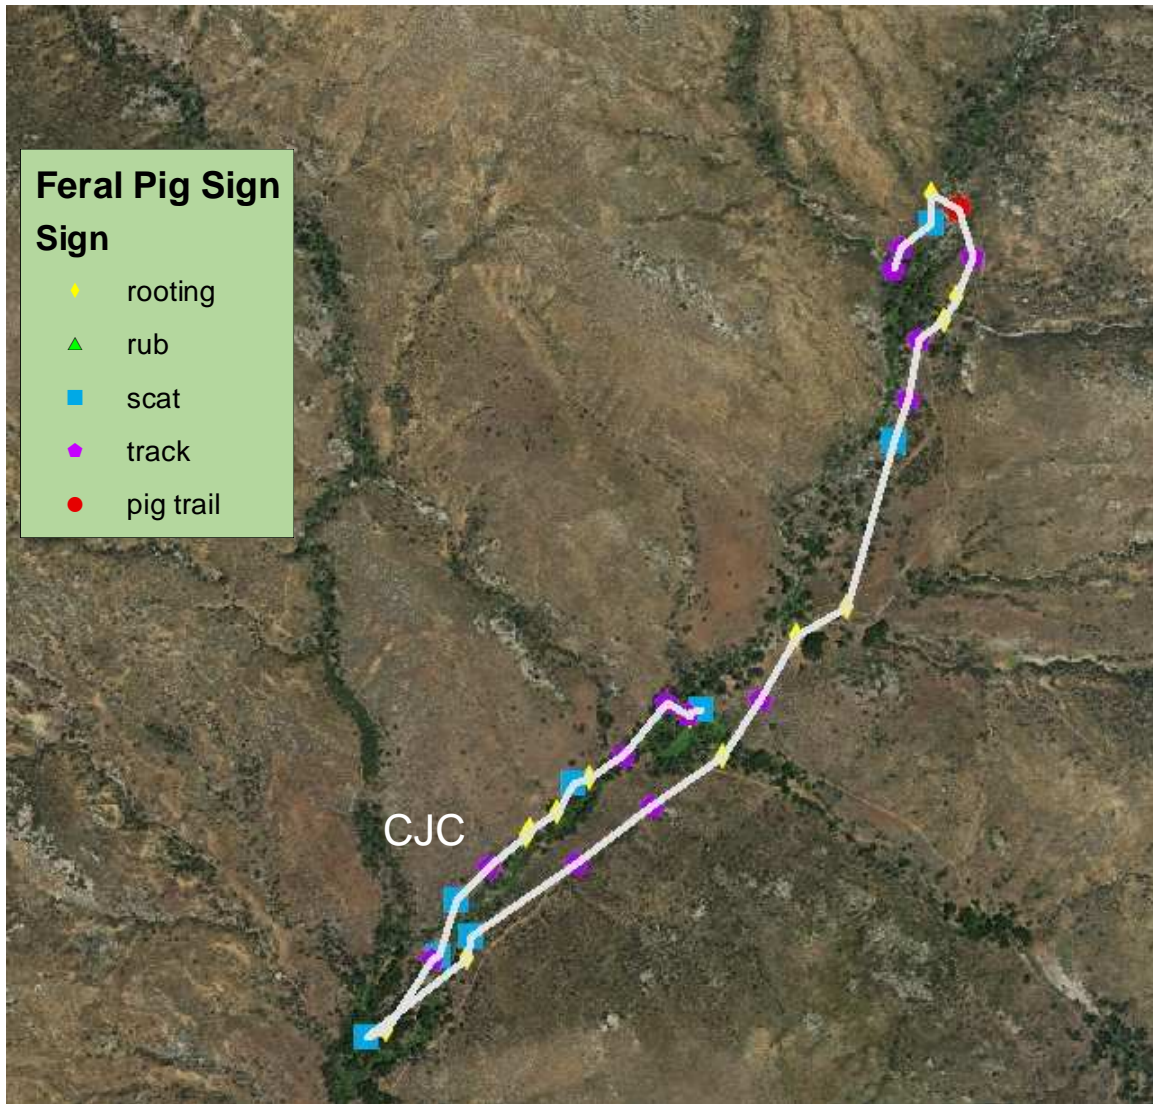 Feral Pig Sign
Sign
rooting
rub
scat
track
pig trail
CJC